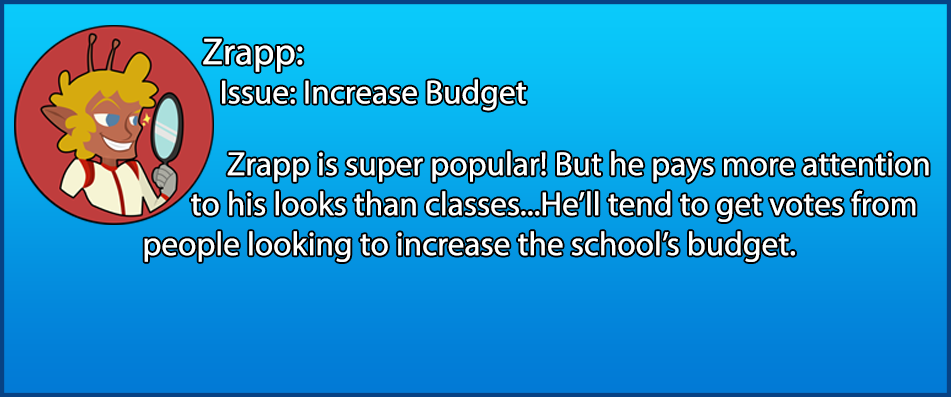 Zrapp:
Issue: Increase Budget
Zrapp is super popular! But he pays more attention
to his looks than classes...He’ll tend to get votes from
people looking to increase the school’s budget.